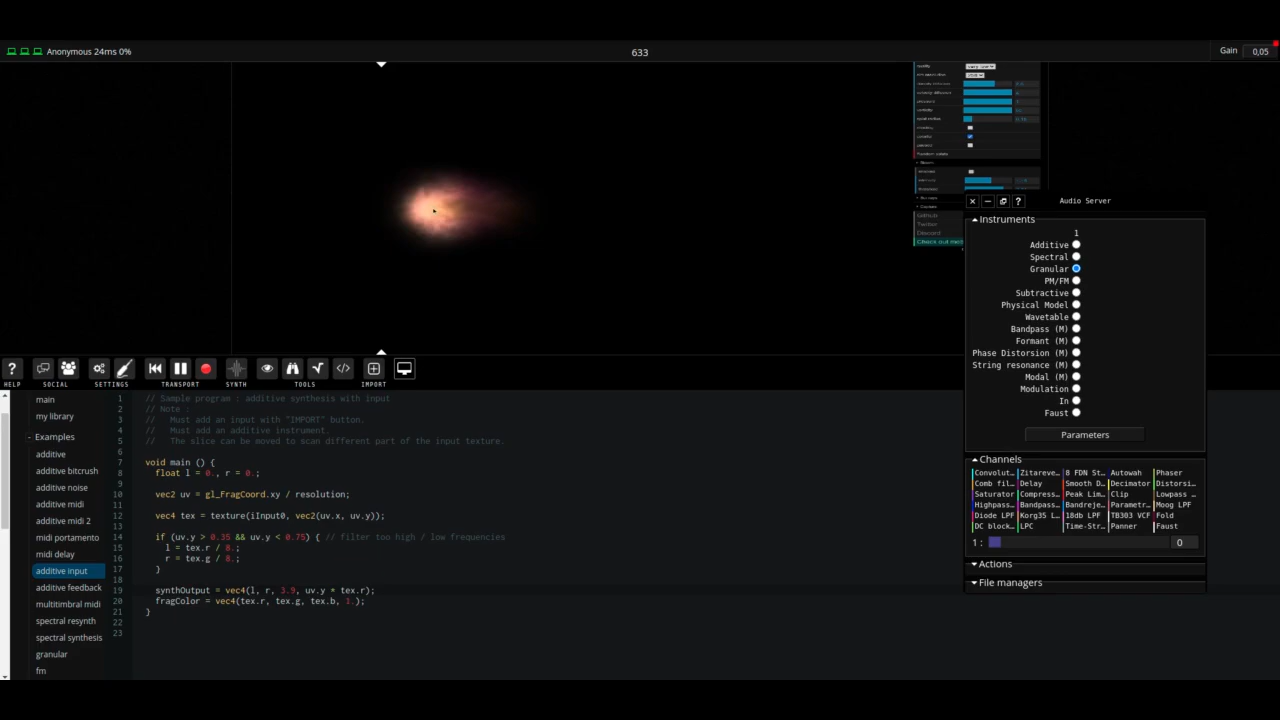 Anonymous 24ms 0%
633
Gain 0,05
Audio Server
Instruments
1
Additive
Spectral
Granular
PM/FM
Subtractive
Physical Model
Wavetable
Bandpass (M)
Formant (M)
Phase Distorsion (M)
String resonance (M)
Modal (M)
Modulation
In
Faust
Parameters
Channels
Convolut… Zitareve… 8 FDN St… Autowah Phaser
Comb fil… Delay Smooth D… Decimator Distorsi…
Saturator Compress… Peak Lim… Clip Lowpass …
Highpass… Bandpass… Bandreje… Parametr… Moog LPF
Diode LPF Korg35 L… 18db LPF TB303 VCF Fold
DC block… LPC Time-Str… Panner Faust
1 : 0
Actions
File managers
HELP SOCIAL SETTINGS TRANSPORT SYNTH TOOLS IMPORT
main
my library
Examples
additive
additive bitcrush
additive noise
additive midi
additive midi 2
midi portamento
midi delay
additive input
additive feedback
multitimbral midi
spectral resynth
spectral synthesis
granular
fm
1 // Sample program : additive synthesis with input
2 // Note :
3 //   Must add an input with "IMPORT" button.
4 //   Must add an additive instrument.
5 //   The slice can be moved to scan different part of the input texture.
6
7 void main () {
8 float l = 0., r = 0.;
9
10 vec2 uv = gl_FragCoord.xy / resolution;
11
12 vec4 tex = texture(iInput0, vec2(uv.x, uv.y));
13
14 if (uv.y > 0.35 && uv.y < 0.75) { // filter too high / low frequencies
15 l = tex.r / 8.;
16 r = tex.g / 8.;
17 }
18
19 synthOutput = vec4(l, r, 3.9, uv.y * tex.r);
20 fragColor = vec4(tex.r, tex.g, tex.b, 1.);
21 }
22
23